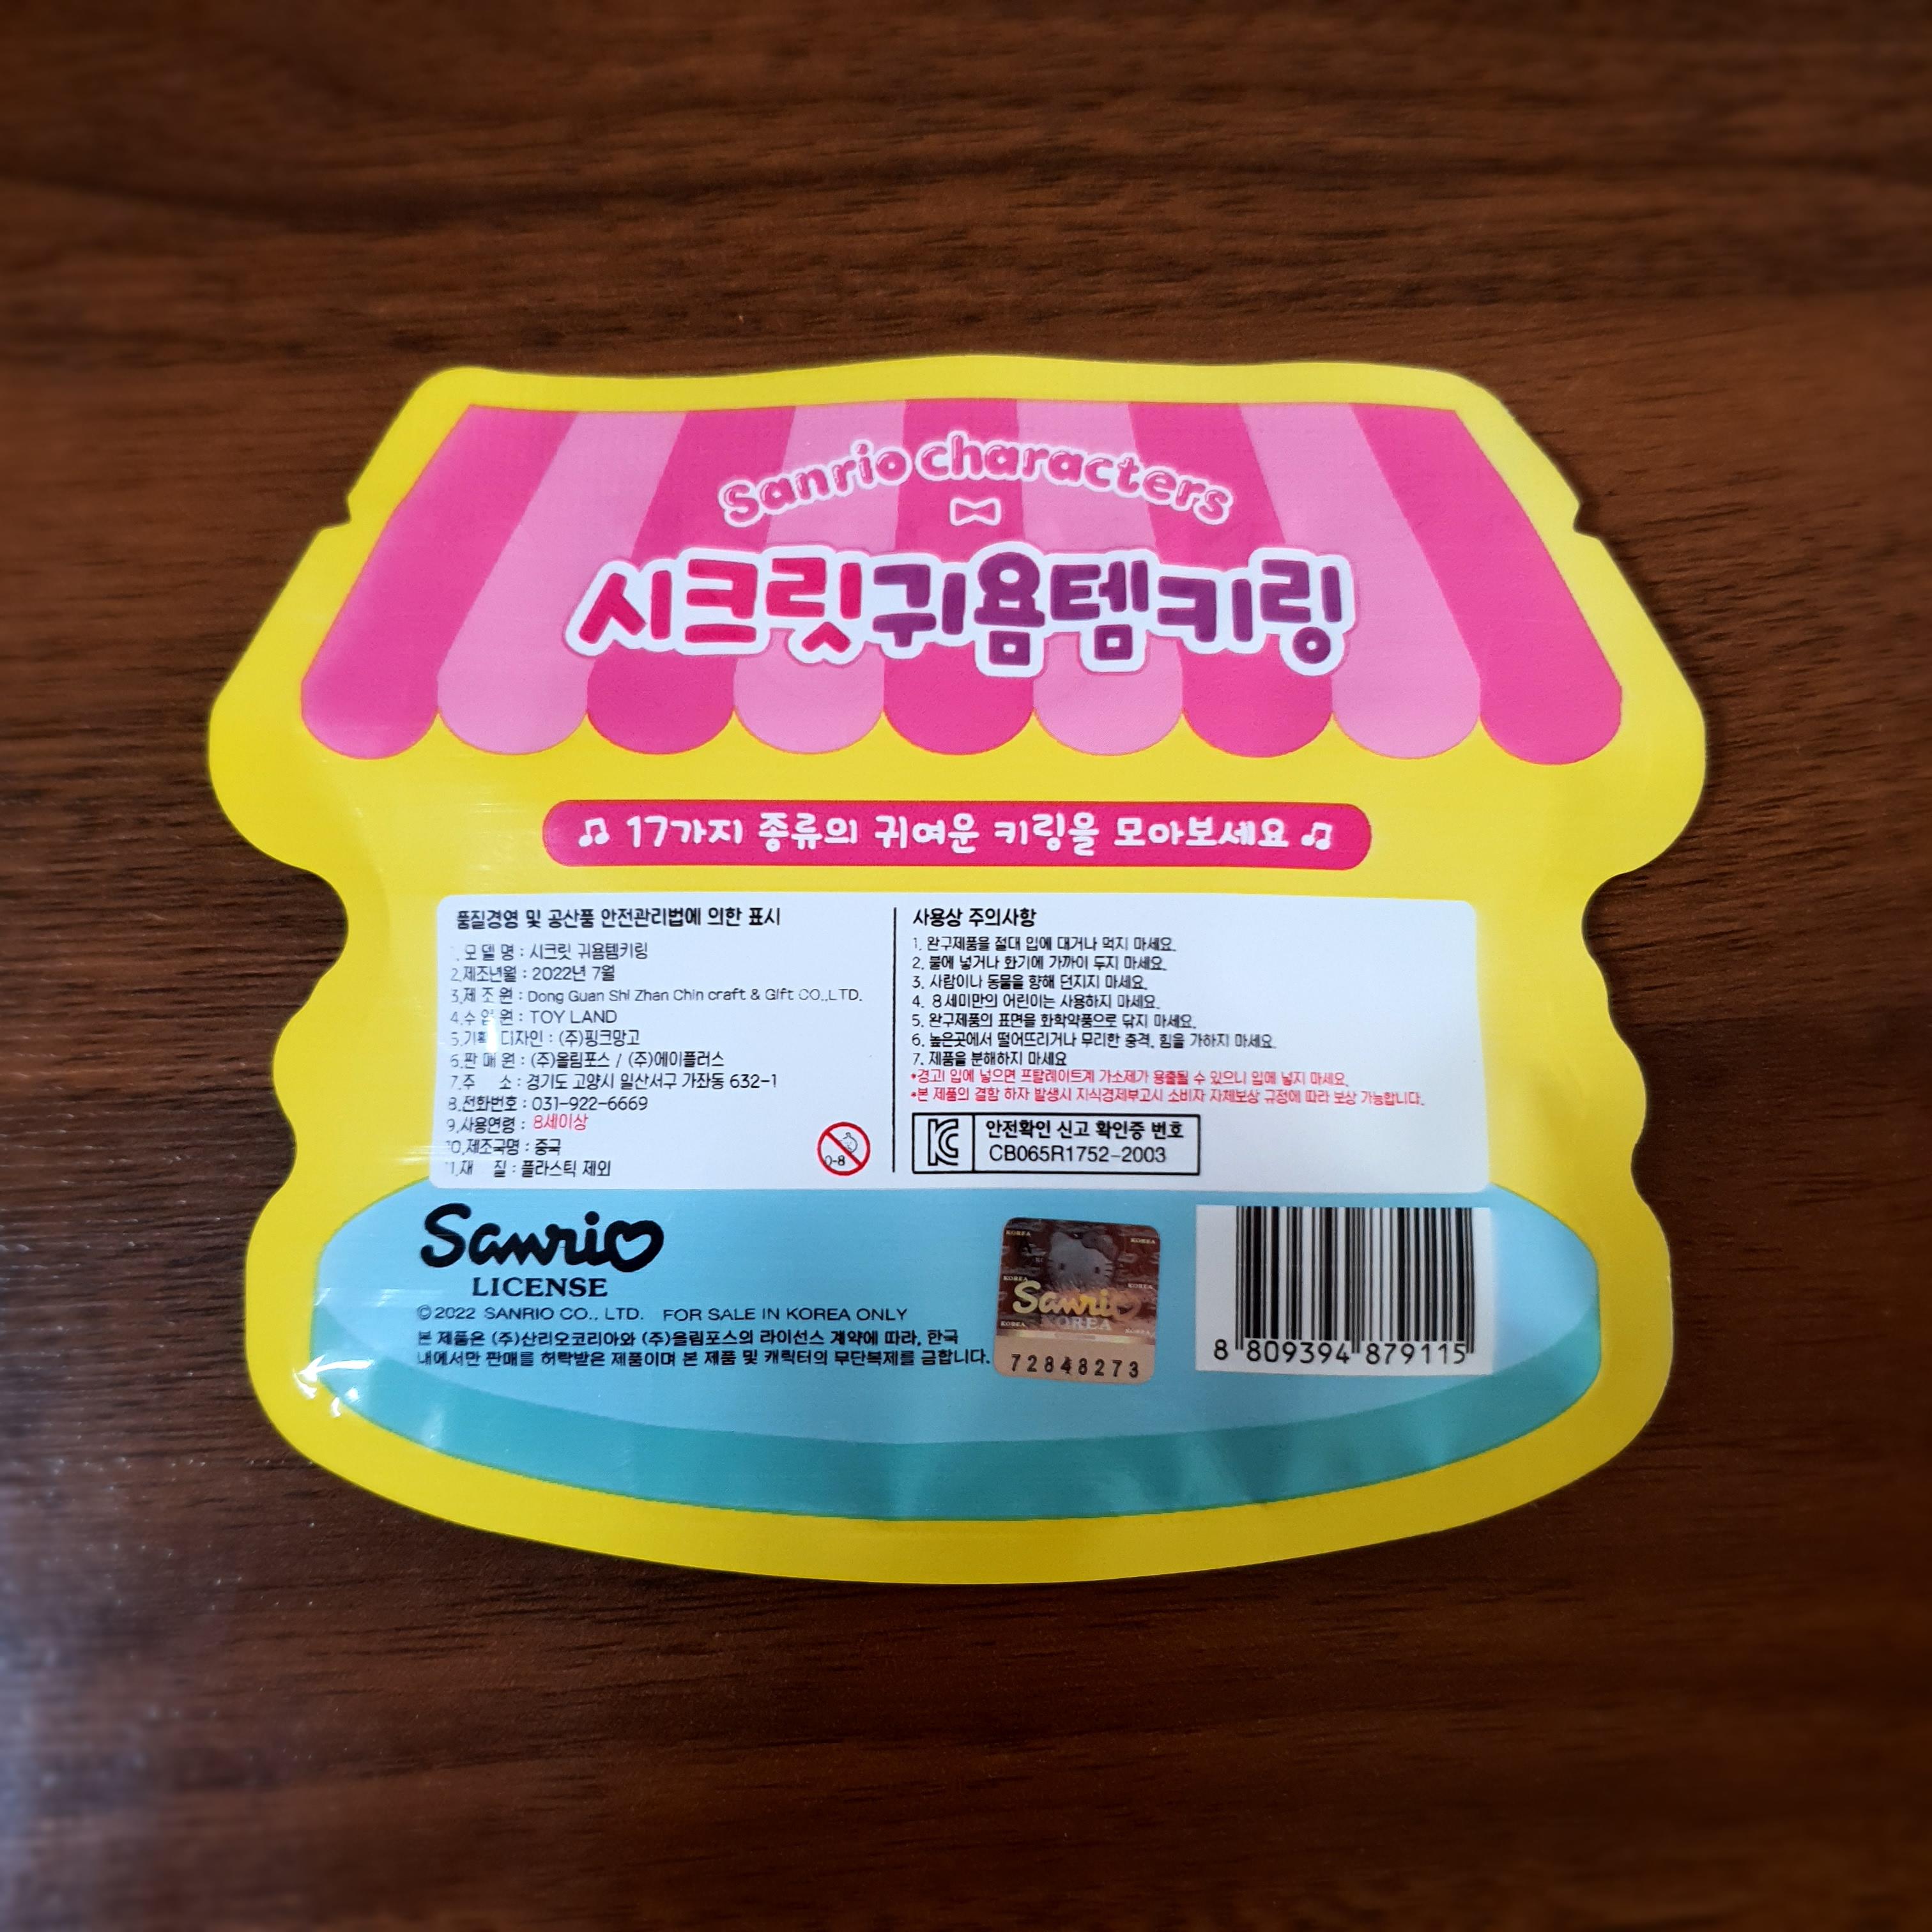 Sanrio characters
시크릿귀욤템키링
♫ 17가지 종류의 귀여운 키링을 모아보세요 ♫
품질경영 및 공산품 안전관리법에 의한 표시
1.모 델 명 : 시크릿 귀욤템키링
2.제조년월 : 2022년 7월
3.제 조 원 : Dong Guan Shi Zhan Chin craft & Gift CO.,LTD.
4.수 입 원 : TOY LAND
5.기획 디자인 : (주)핑크망고
6.판 매 원 : (주)올림포스 / (주)에이플러스
7.주 소 : 경기도 고양시 일산서구 가좌동 632-1
8.전화번호 : 031-922-6669
9.사용연령 : 8세이상
10.제조국명 : 중국
11.재 질 : 플라스틱 제외
0-8
사용상 주의사항
1. 완구제품을 절대 입에 대거나 먹지 마세요.
2. 불에 넣거나 화기에 가까이 두지 마세요.
3. 사람이나 동물을 향해 던지지 마세요.
4. 8세미만의 어린이는 사용하지 마세요.
5. 완구제품의 표면을 화학약품으로 닦지 마세요.
6. 높은곳에서 떨어뜨리거나 무리한 충격, 힘을 가하지 마세요.
7. 제품을 분해하지 마세요
*경고! 입에 넣으면 프탈레이트계 가소제가 용출될 수 있으니 입에 넣지 마세요.
*본 제품의 결함 하자 발생시 지식경제부고시 소비자 자체보상 규정에 따라 보상 가능합니다.
KC
안전확인 신고 확인증 번호
CB065R1752-2003
Sanrio
LICENSE
©2022 SANRIO CO., LTD. FOR SALE IN KOREA ONLY
본 제품은 (주)산리오코리아와 (주)올림포스의 라이선스 계약에 따라, 한국
내에서만 판매를 허락받은 제품이며 본 제품 및 캐릭터의 무단복제를 금합니다.
KOREA KOREA
KOREA KOREA
Sanrio
KOREA
KOREA KOREA
72848273
8 809394 879115